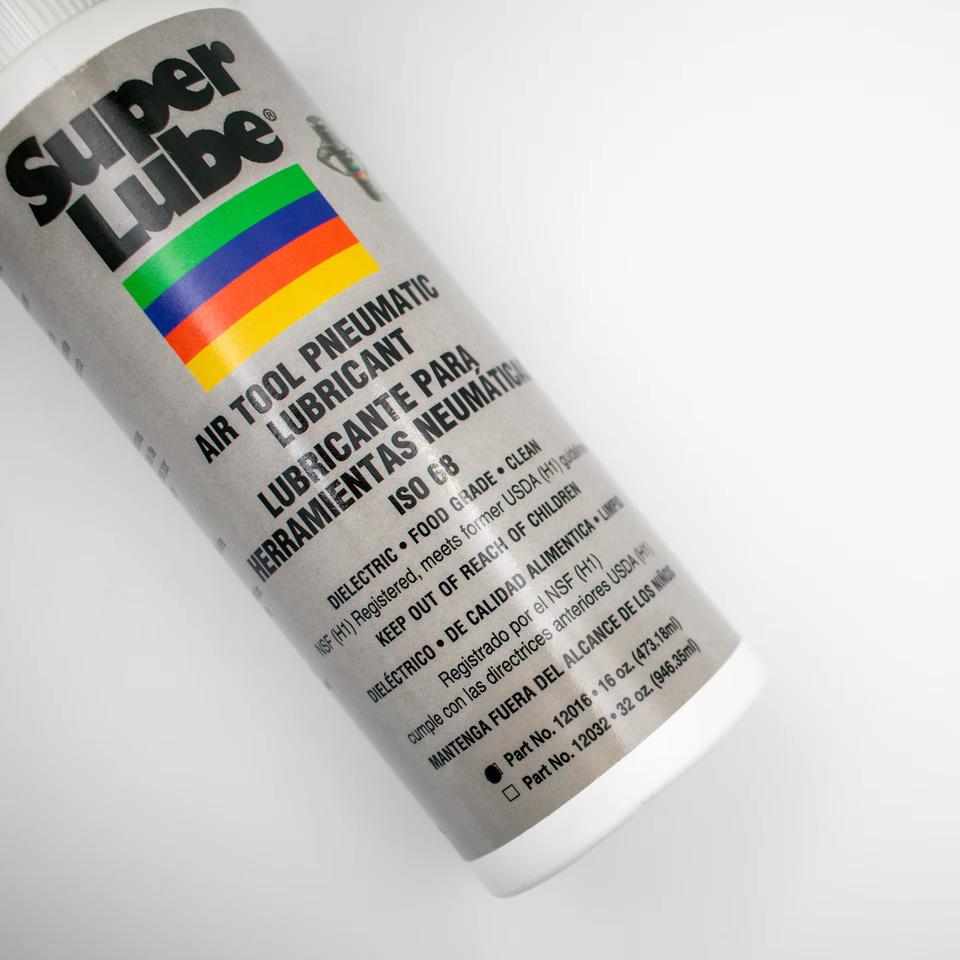 Super
Lube®
AIR TOOL PNEUMATIC
LUBRICANT
LUBRICANTE PARA
HERRAMIENTAS NEUMÁTICAS
ISO 68
DIELECTRIC • FOOD GRADE • CLEAN
NSF (H1) Registered, meets former USDA (H1)
KEEP OUT OF REACH OF CHILDREN
DIELÉCTRICO • DE CALIDAD ALIMENTICIA • LIMPIO
Registrado por el NSF (H1)
cumple con las directrices anteriores USDA (H1)
MANTENGA FUERA DEL ALCANCE DE LOS NIÑOS
Part No. 12016 • 16 oz. (473.18ml)
Part No. 12032 • 32 oz. (946.35ml)